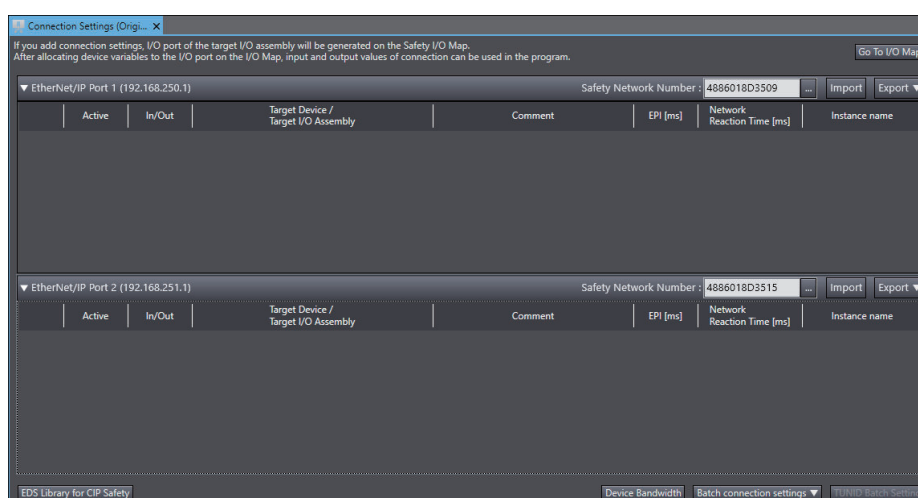 Connection Settings (Origi... ×
If you add connection settings, I/O port of the target I/O assembly will be generated on the Safety I/O Map.
After allocating device variables to the I/O port on the I/O Map, input and output values of connection can be used in the program.
Go To I/O Map
▼ EtherNet/IP Port 1 (192.168.250.1) Safety Network Number : 4886018D3509 ... Import Export ▼
Active In/Out Target Device / Target I/O Assembly Comment EPI [ms] Network Reaction Time [ms] Instance name
▼ EtherNet/IP Port 2 (192.168.251.1) Safety Network Number : 4886018D3515 ... Import Export ▼
Active In/Out Target Device / Target I/O Assembly Comment EPI [ms] Network Reaction Time [ms] Instance name
EDS Library for CIP Safety Device Bandwidth Batch connection settings ▼ TUNID Batch Setting